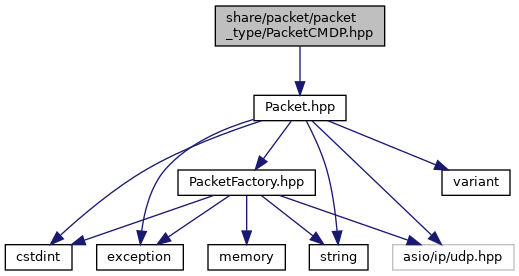 share/packet/packet
_type/PacketCMDP.hpp
Packet.hpp
PacketFactory.hpp
variant
cstdint
exception
memory
string
asio/ip/udp.hpp